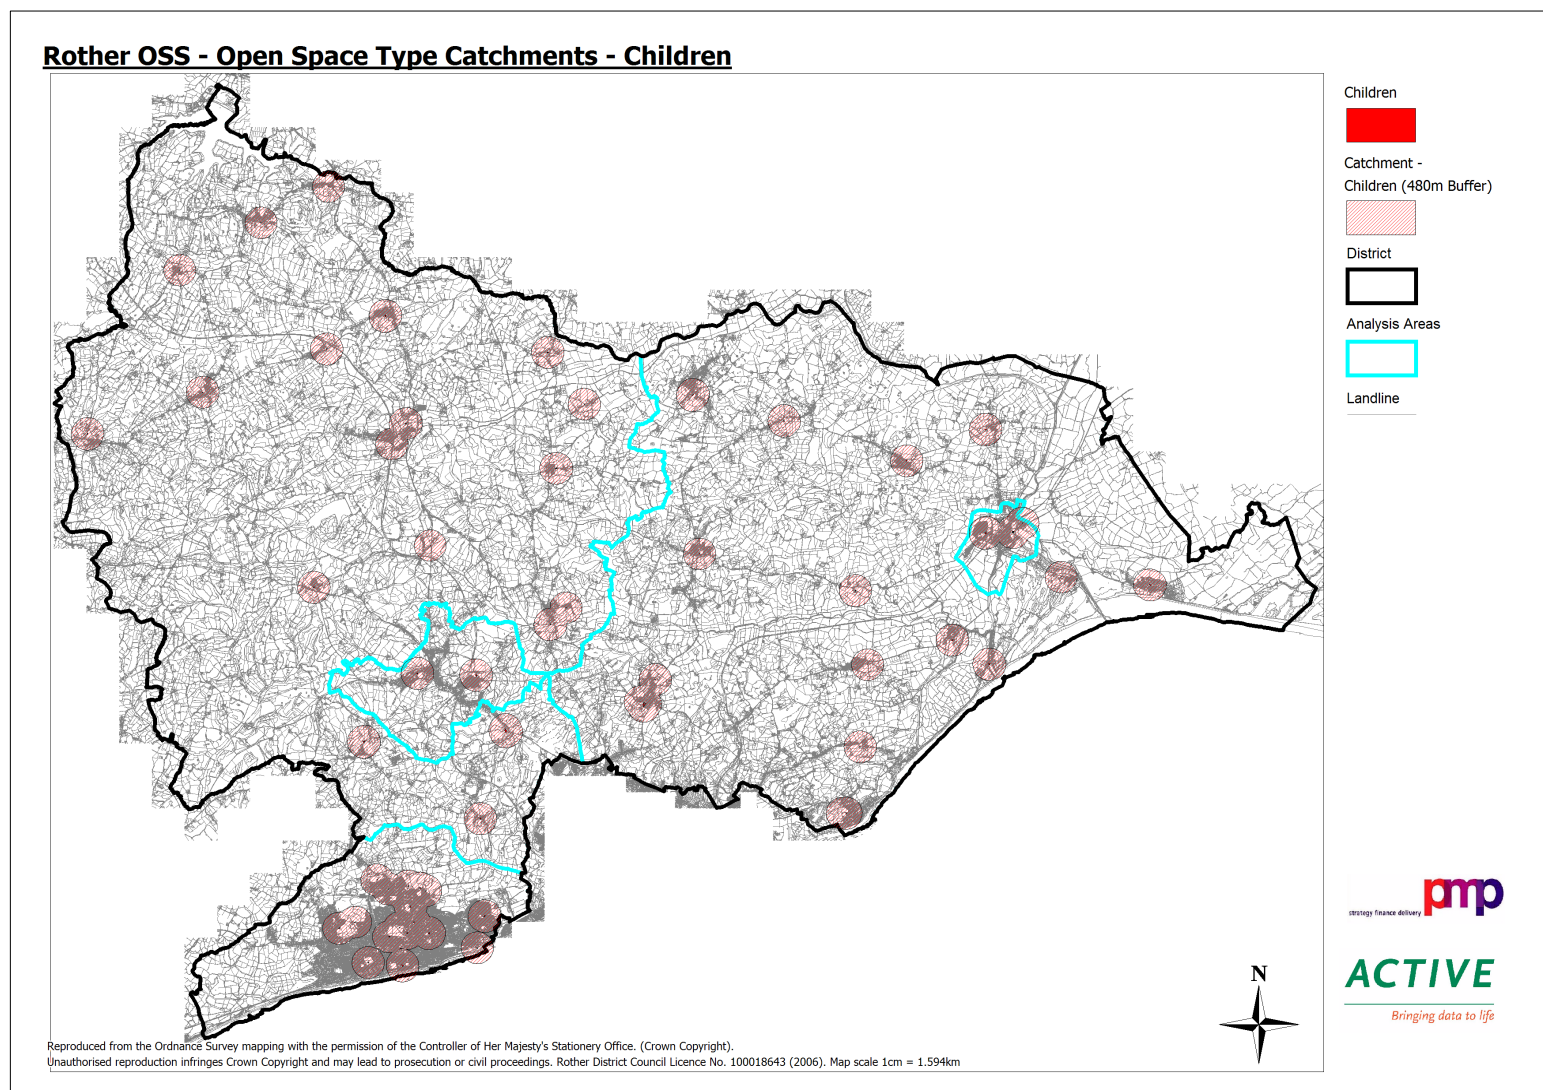 Rother OSS - Open Space Type Catchments - Children
Children
Catchment -
Children (480m Buffer)
District
Analysis Areas
Landline
strategy finance delivery pmp
ACTIVE
Bringing data to life
N
Reproduced from the Ordnance Survey mapping with the permission of the Controller of Her Majesty's Stationery Office. (Crown Copyright).
Unauthorised reproduction infringes Crown Copyright and may lead to prosecution or civil proceedings. Rother District Council Licence No. 100018643 (2006). Map scale 1cm = 1.594km